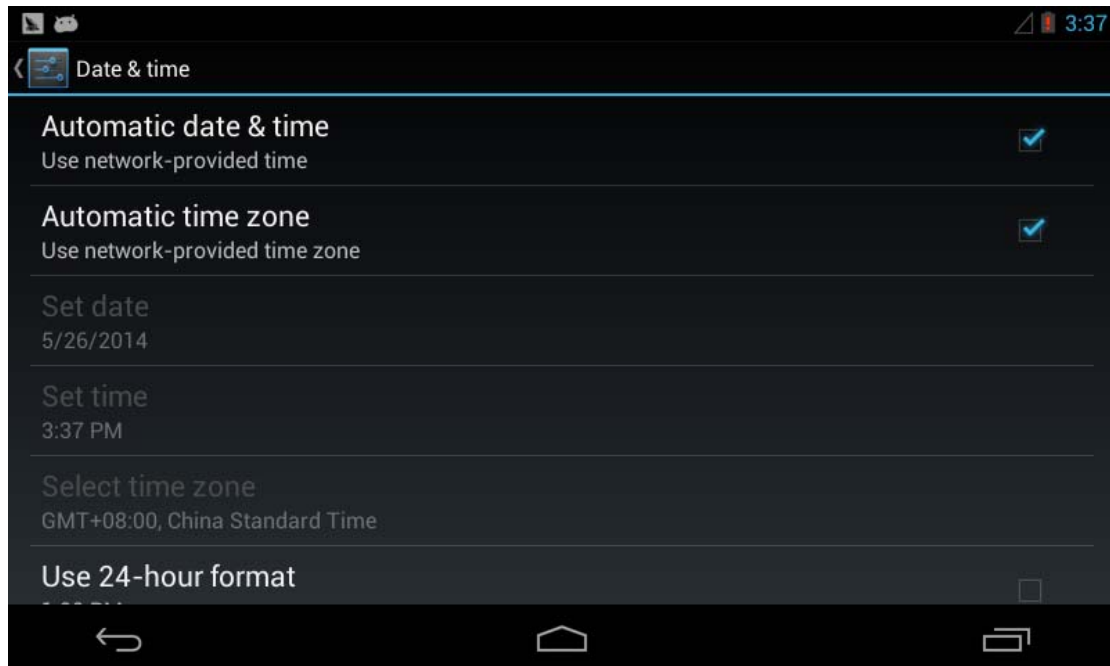 3:37
Date & time
Automatic date & time
Use network-provided time
Automatic time zone
Use network-provided time zone
Set date
5/26/2014
Set time
3:37 PM
Select time zone
GMT+08:00, China Standard Time
Use 24-hour format